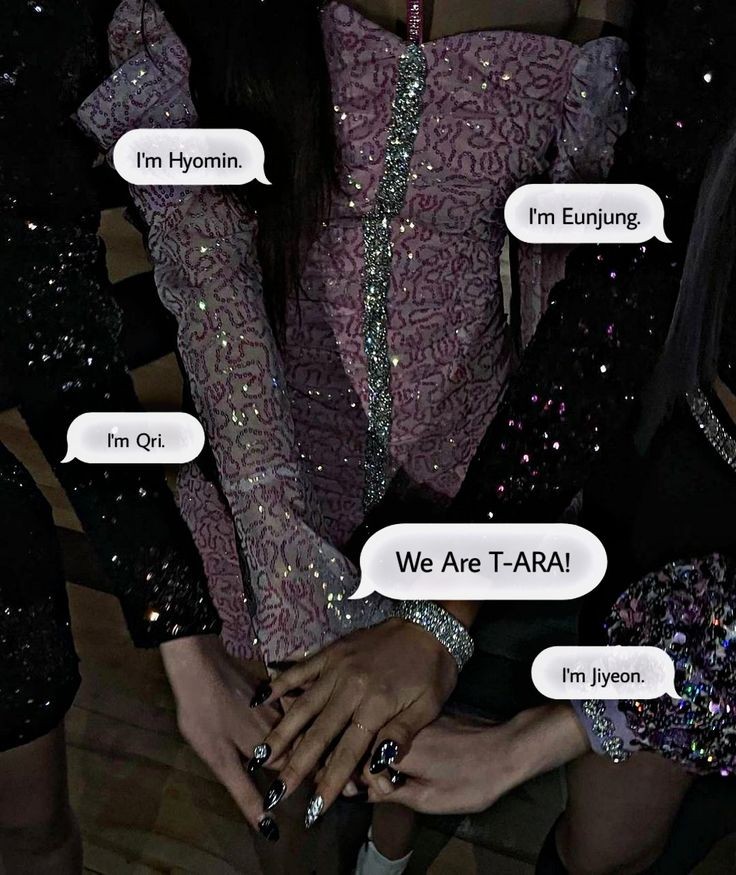 I'm Hyomin.
I'm Eunjung.
I'm Qri.
We Are T-ARA!
I'm Jiyeon.